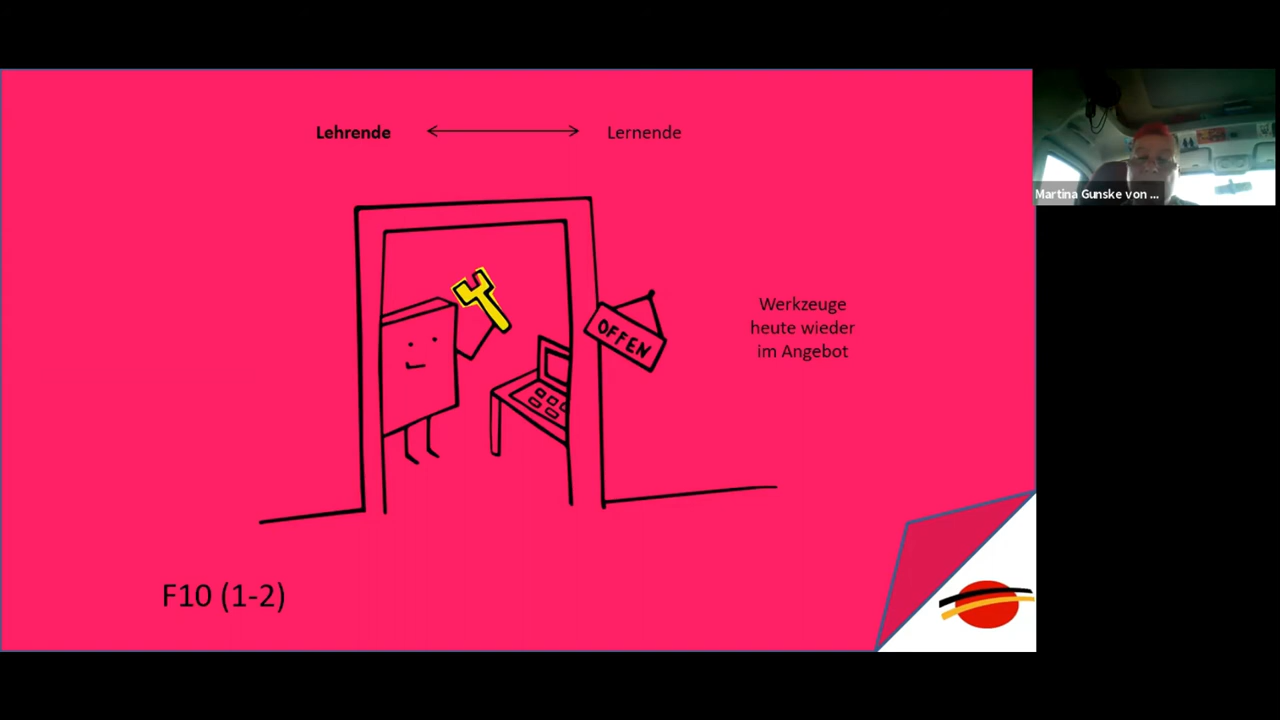 Lehrende Lernende
Martina Gunske von ...
OFFEN
Werkzeuge
heute wieder
im Angebot
F10 (1-2)